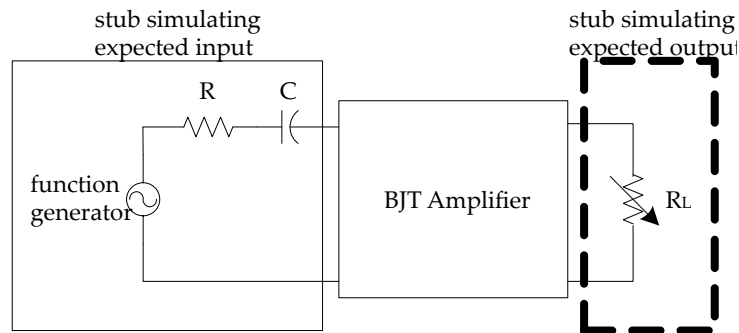 stub simulating
expected input
stub simulating
expected output
R
C
function
generator
BJT Amplifier
RL